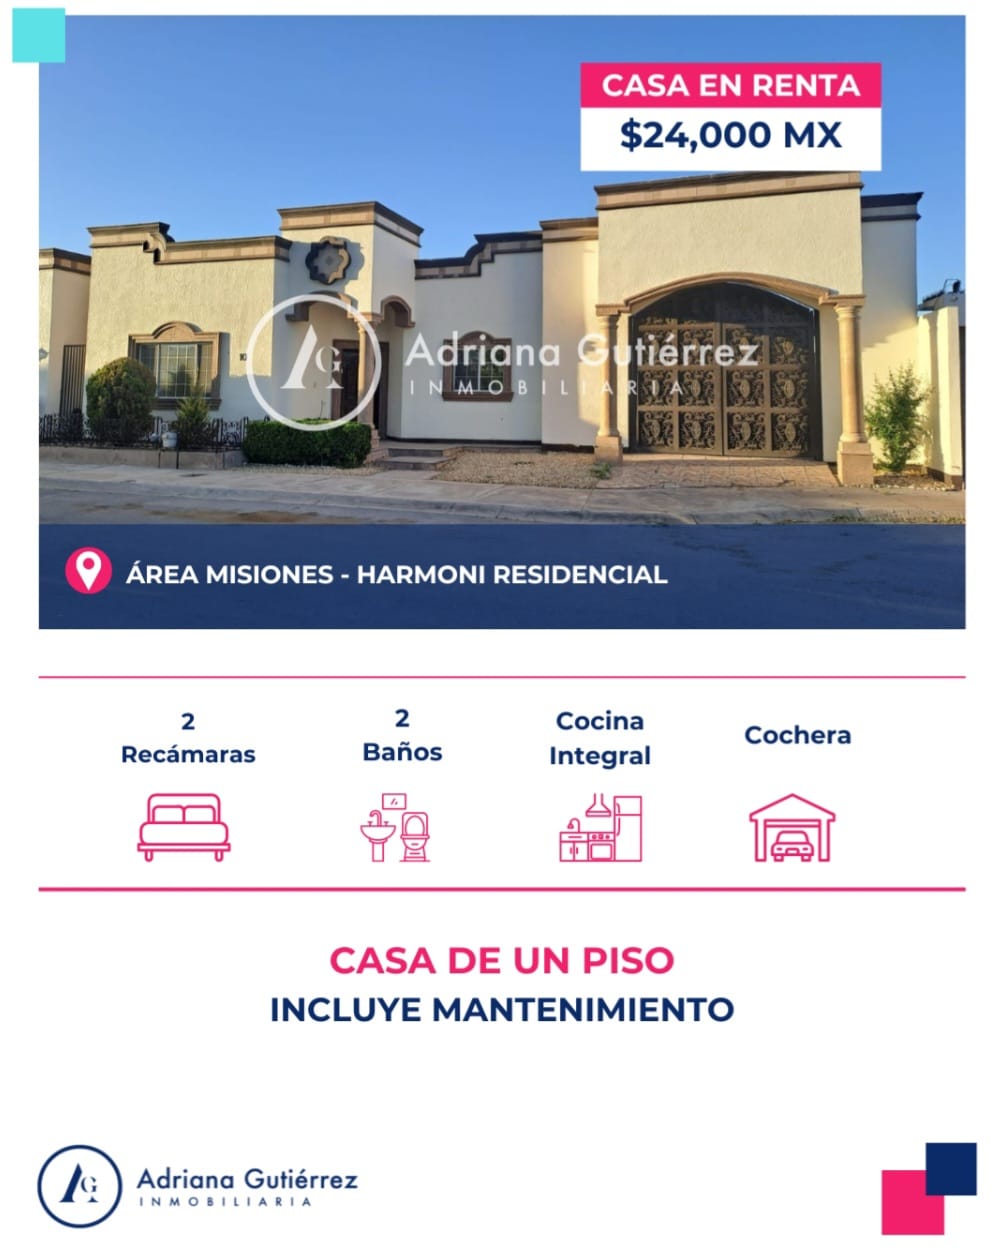 CASA EN RENTA
$24,000 MX
10
AG
Adriana Gutiérrez
INMOBILIARIA
ÁREA MISIONES - HARMONI RESIDENCIAL
2
Recámaras
2
Baños
Cocina
Integral
Cochera
CASA DE UN PISO
INCLUYE MANTENIMIENTO
AG
Adriana Gutiérrez
INMOBILIARIA